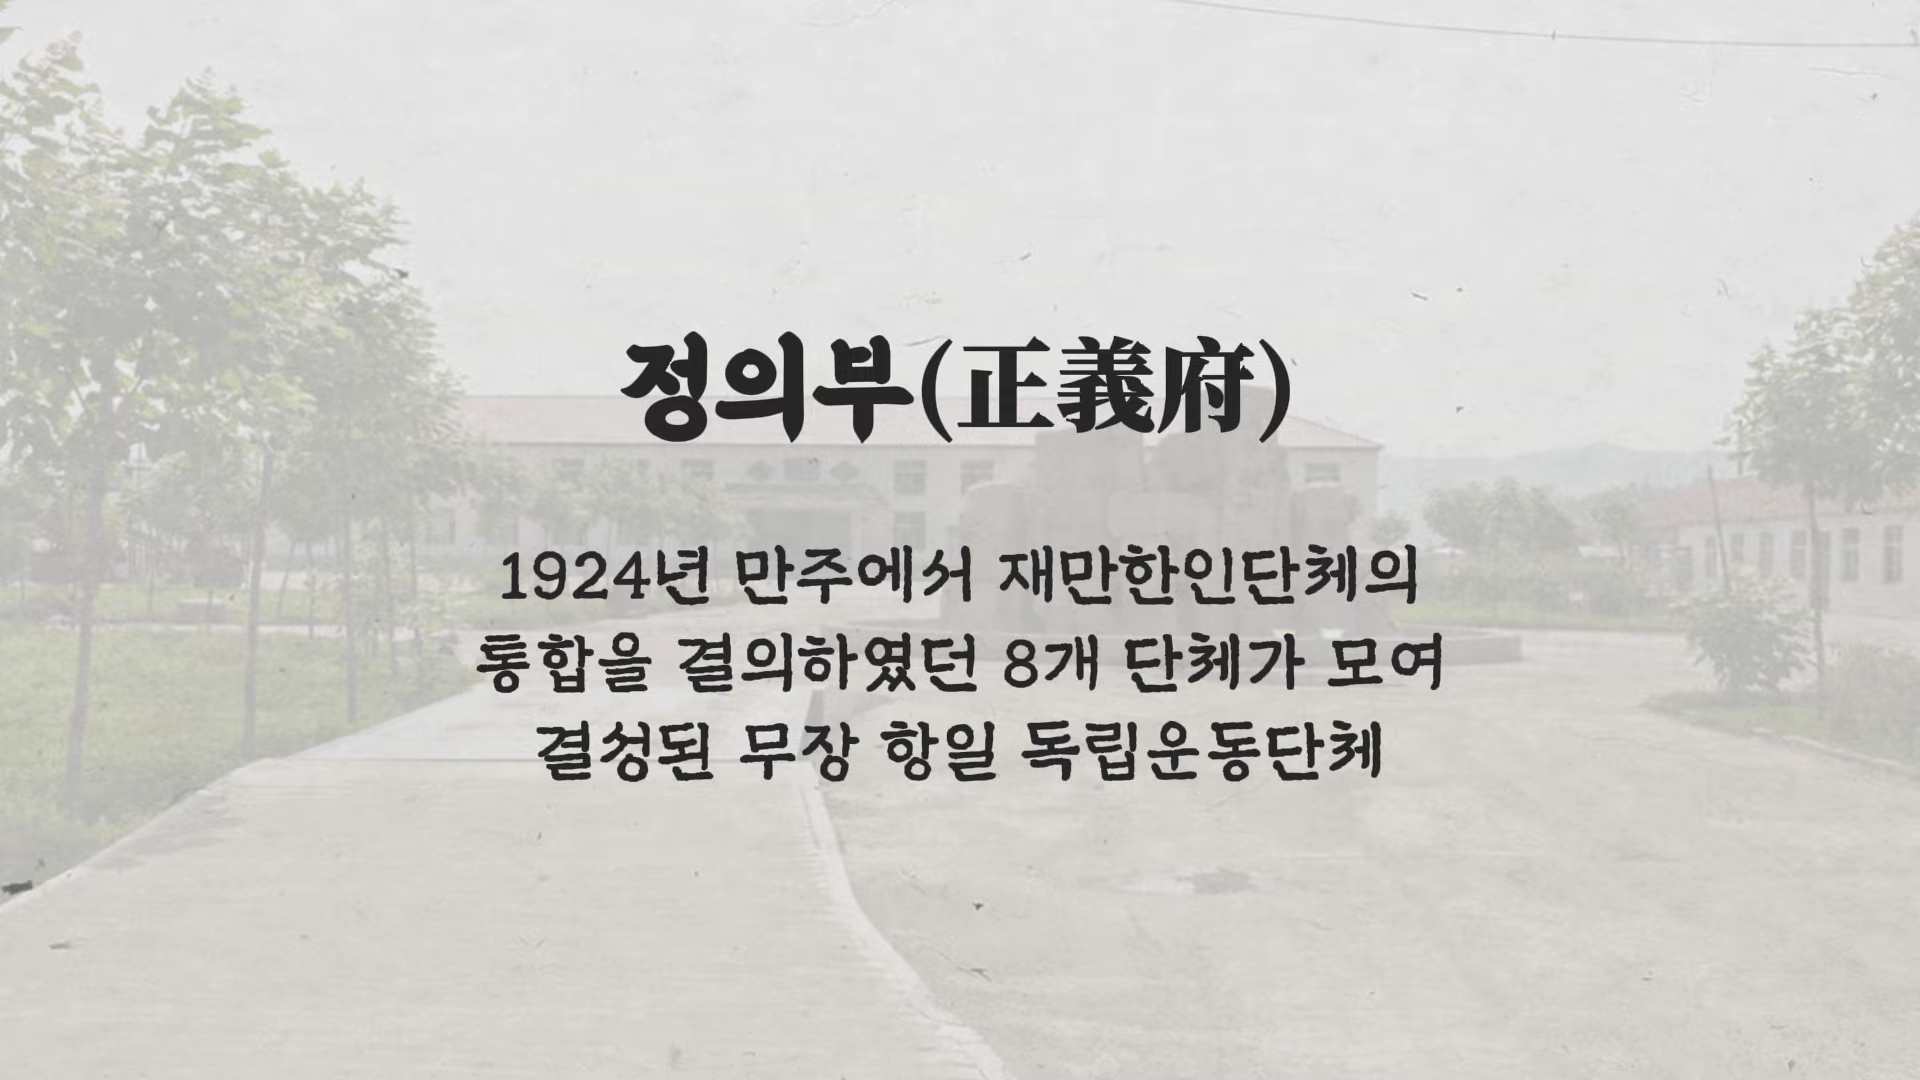 정의부(正義府)
1924년 만주에서 재만한인단체의
통합을 결의하였던 8개 단체가 모여
결성된 무장 항일 독립운동단체